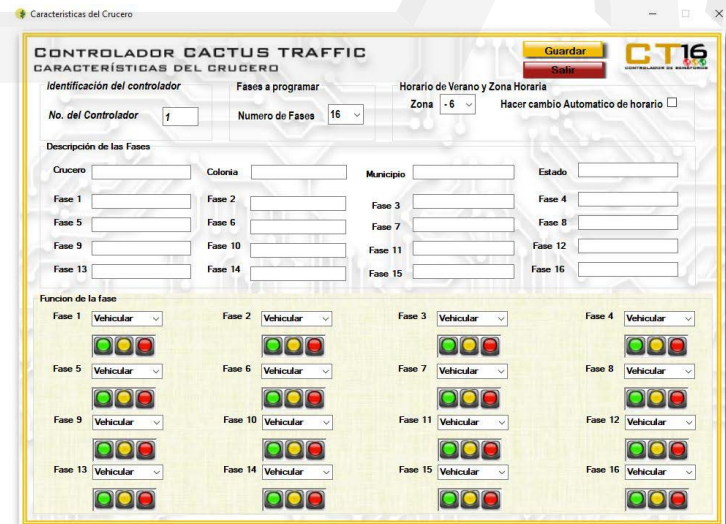 Características del Crucero
CONTROLADOR CACTUS TRAFFIC
CARACTERÍSTICAS DEL CRUCERO
Guardar
Salir
CT16
CONTROLADOR DE SEMÁFOROS
Identificación del controlador
Fases a programar
Horario de Verano y Zona Horaria
No. del Controlador 1
Numero de Fases 16
Zona - 6
Hacer cambio Automatico de horario
Descripción de las Fases
Crucero Colonia Municipio Estado
Fase 1 Fase 2 Fase 3 Fase 4
Fase 5 Fase 6 Fase 7 Fase 8
Fase 9 Fase 10 Fase 11 Fase 12
Fase 13 Fase 14 Fase 15 Fase 16
Funcion de la fase
Fase 1 Vehicular Fase 2 Vehicular Fase 3 Vehicular Fase 4 Vehicular
Fase 5 Vehicular Fase 6 Vehicular Fase 7 Vehicular Fase 8 Vehicular
Fase 9 Vehicular Fase 10 Vehicular Fase 11 Vehicular Fase 12 Vehicular
Fase 13 Vehicular Fase 14 Vehicular Fase 15 Vehicular Fase 16 Vehicular